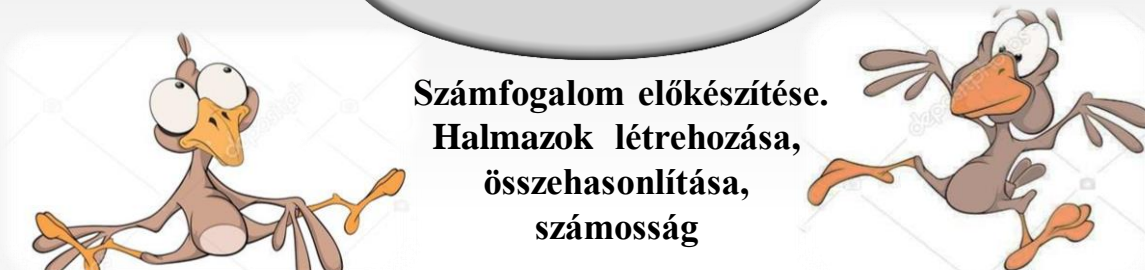 Számfogalom előkészítése.
Halmazok létrehozása,
összehasonlítása,
számosság